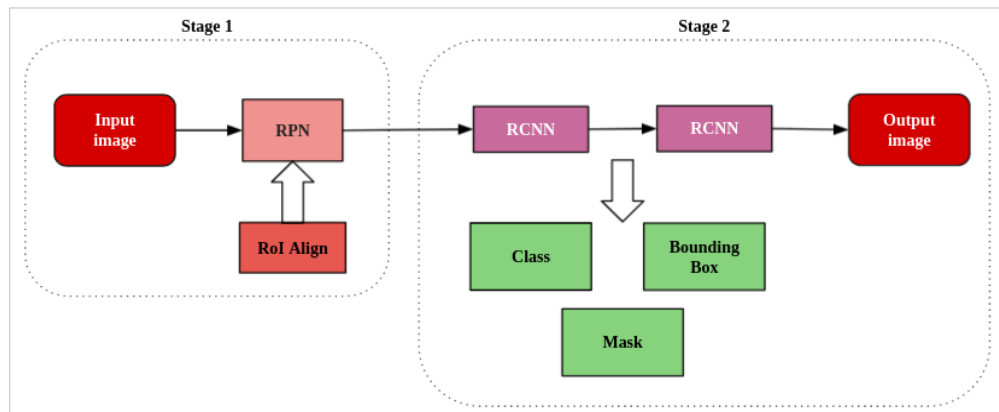 Stage 1
Stage 2
Input
image
RPN
RCNN
RCNN
Output
image
RoI Align
Class
Bounding
Box
Mask